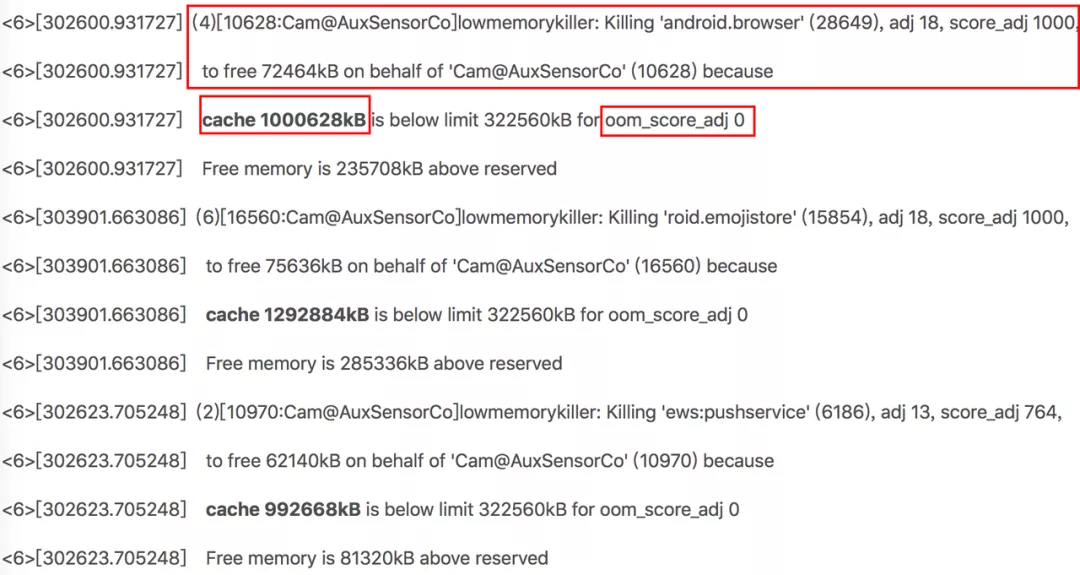 <6>[302600.931727] (4)[10628:Cam@AuxSensorCo]lowmemorykiller: Killing 'android.browser' (28649), adj 18, score_adj 1000,
<6>[302600.931727] to free 72464kB on behalf of 'Cam@AuxSensorCo' (10628) because
<6>[302600.931727] cache 1000628kB is below limit 322560kB for oom_score_adj 0
<6>[302600.931727] Free memory is 235708kB above reserved
<6>[303901.663086] (6)[16560:Cam@AuxSensorCo]lowmemorykiller: Killing 'roid.emojistore' (15854), adj 18, score_adj 1000,
<6>[303901.663086] to free 75636kB on behalf of 'Cam@AuxSensorCo' (16560) because
<6>[303901.663086] cache 1292884kB is below limit 322560kB for oom_score_adj 0
<6>[303901.663086] Free memory is 285336kB above reserved
<6>[302623.705248] (2)[10970:Cam@AuxSensorCo]lowmemorykiller: Killing 'ews:pushservice' (6186), adj 13, score_adj 764,
<6>[302623.705248] to free 62140kB on behalf of 'Cam@AuxSensorCo' (10970) because
<6>[302623.705248] cache 992668kB is below limit 322560kB for oom_score_adj 0
<6>[302623.705248] Free memory is 81320kB above reserved